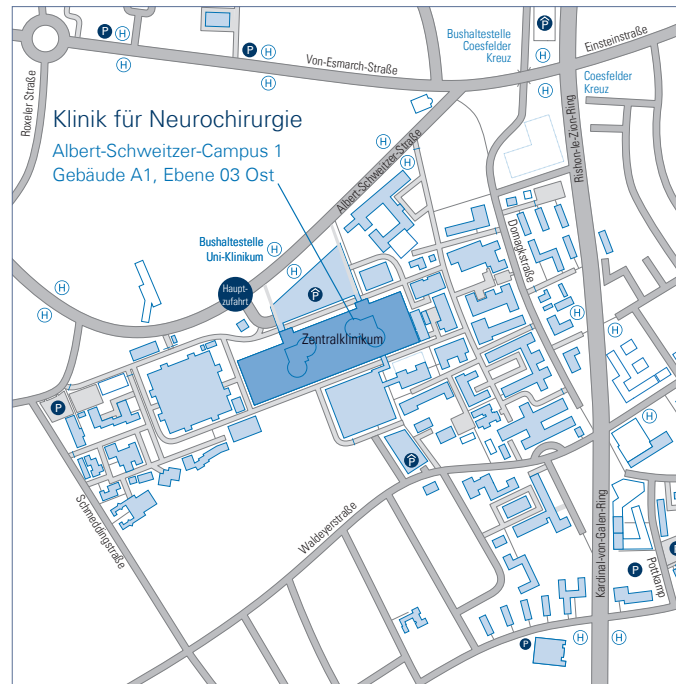 P
H
H
P
H
H
Von-Esmarch-Straße
Bushaltestelle
Coesfelder
Kreuz
P
H
H
Einsteinstraße
Coesfelder
Kreuz
H
H
Roxeler Straße
Rishon-le-Zion-Ring
Klinik für Neurochirurgie
Albert-Schweitzer-Campus 1
Gebäude A1, Ebene 03 Ost
Albert-Schweitzer-Straße
H
H
Domagkstraße
Bushaltestelle
Uni-Klinikum
H
H
Haupt-
zufahrt
P
H
H
H
H
Zentralklinikum
P
H
H
P
Schmeddingstraße
Waldeyerstraße
Kardinal-von-Galen-Ring
Pottkamp
P
P
H
H